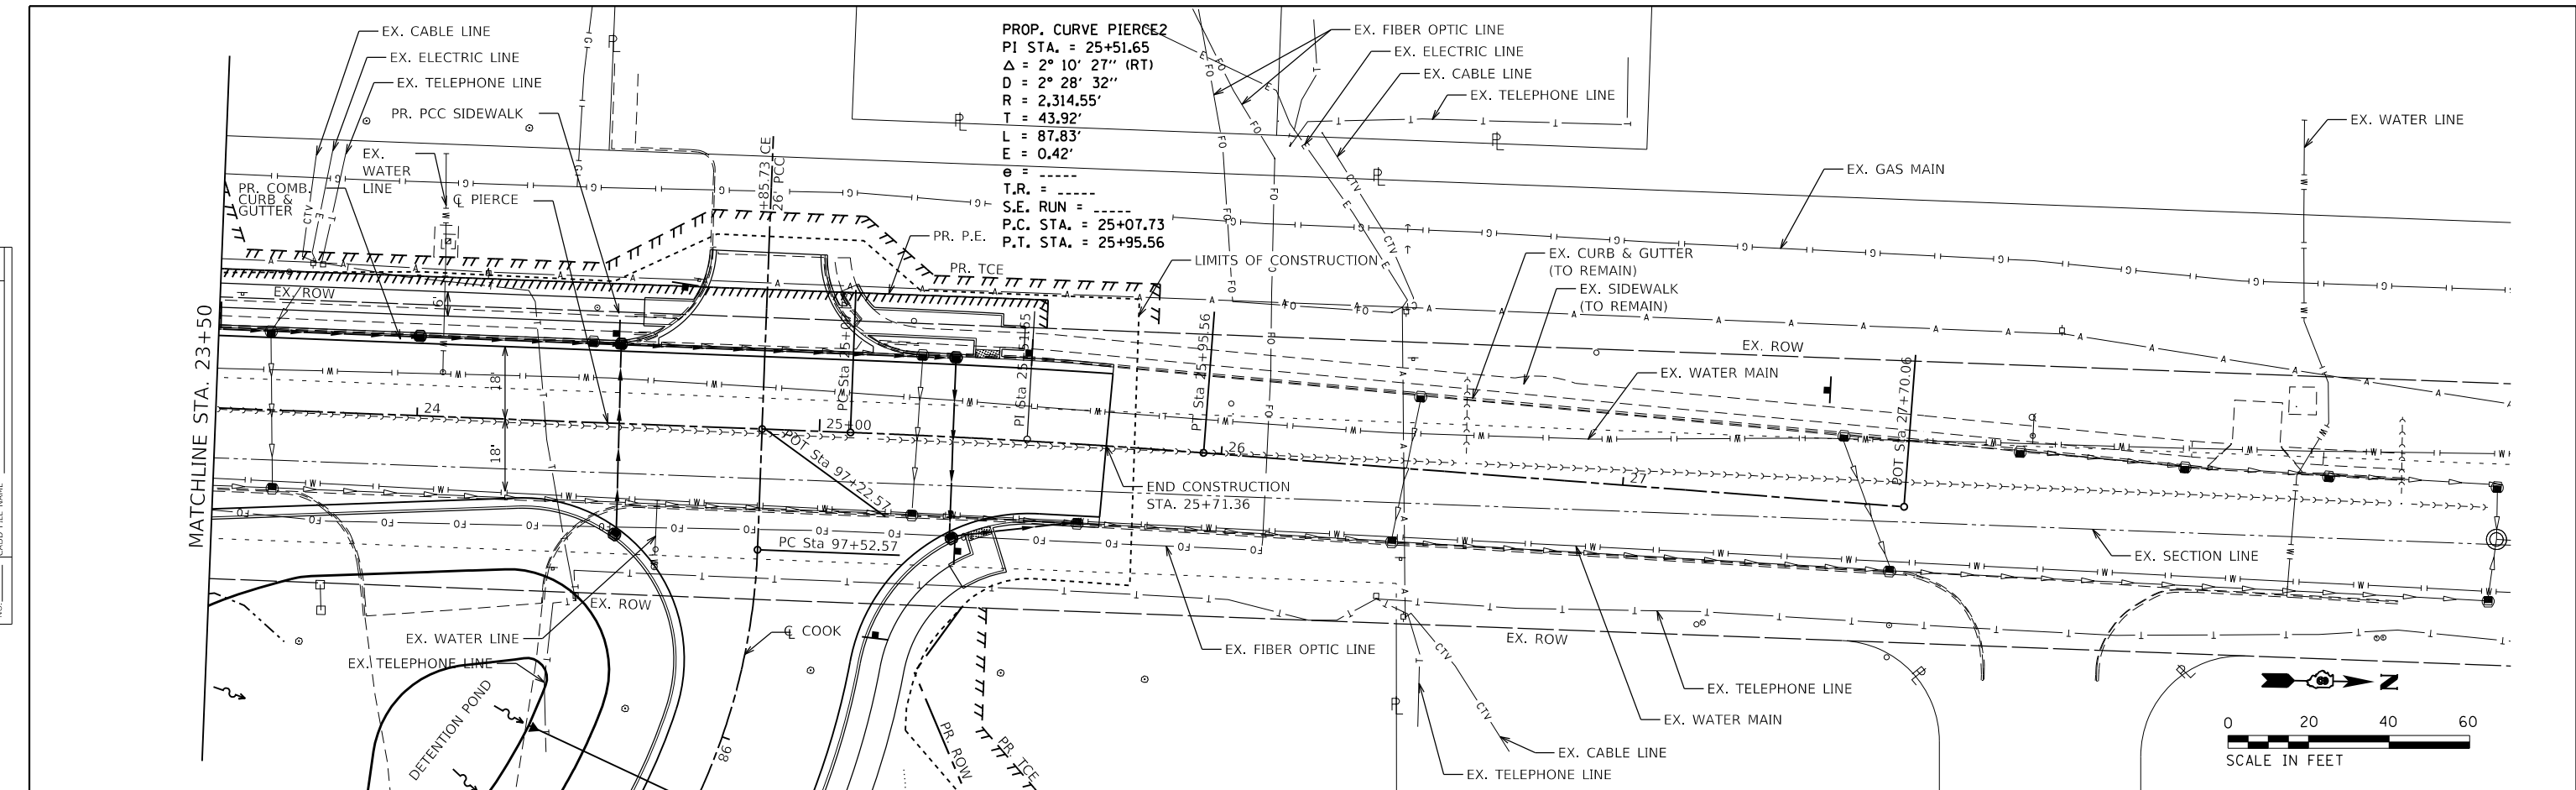 EX. CABLE LINE
EX. ELECTRIC LINE
EX. TELEPHONE LINE
PR. PCC SIDEWALK
EX.
WATER
LINE
PR. COMB.
CURB &
GUTTER
℄ PIERCE
+85.73 CE
26' PCC
PROP. CURVE PIERCE2
PI STA. = 25+51.65
Δ = 2° 10' 27" (RT)
D = 2° 28' 32"
R = 2,314.55'
T = 43.92'
L = 87.83'
E = 0.42'
e = -----
T.R. = -----
S.E. RUN = -----
P.C. STA. = 25+07.73
P.T. STA. = 25+95.56
EX. FIBER OPTIC LINE
EX. ELECTRIC LINE
EX. CABLE LINE
EX. TELEPHONE LINE
EX. WATER LINE
EX. GAS MAIN
PR. P.E.
PR. TCE
LIMITS OF CONSTRUCTION
EX. CURB & GUTTER
(TO REMAIN)
EX. SIDEWALK
(TO REMAIN)
EX. ROW
EX. ROW
EX. WATER MAIN
MATCHLINE STA. 23+50
6'
18'
18'
24
25+00
26
27
PI Sta 25+51.65
PT Sta 25+95.56
POT Sta 27+70.06
POT Sta 97+22.57
PC Sta 97+52.57
END CONSTRUCTION
STA. 25+71.36
EX. SECTION LINE
EX. ROW
EX. WATER LINE
EX. TELEPHONE LINE
℄ COOK
EX. FIBER OPTIC LINE
EX. ROW
EX. TELEPHONE LINE
EX. WATER MAIN
EX. CABLE LINE
EX. TELEPHONE LINE
DETENTION POND
98
PR. ROW
PR. TCE
N
0 20 40 60
SCALE IN FEET